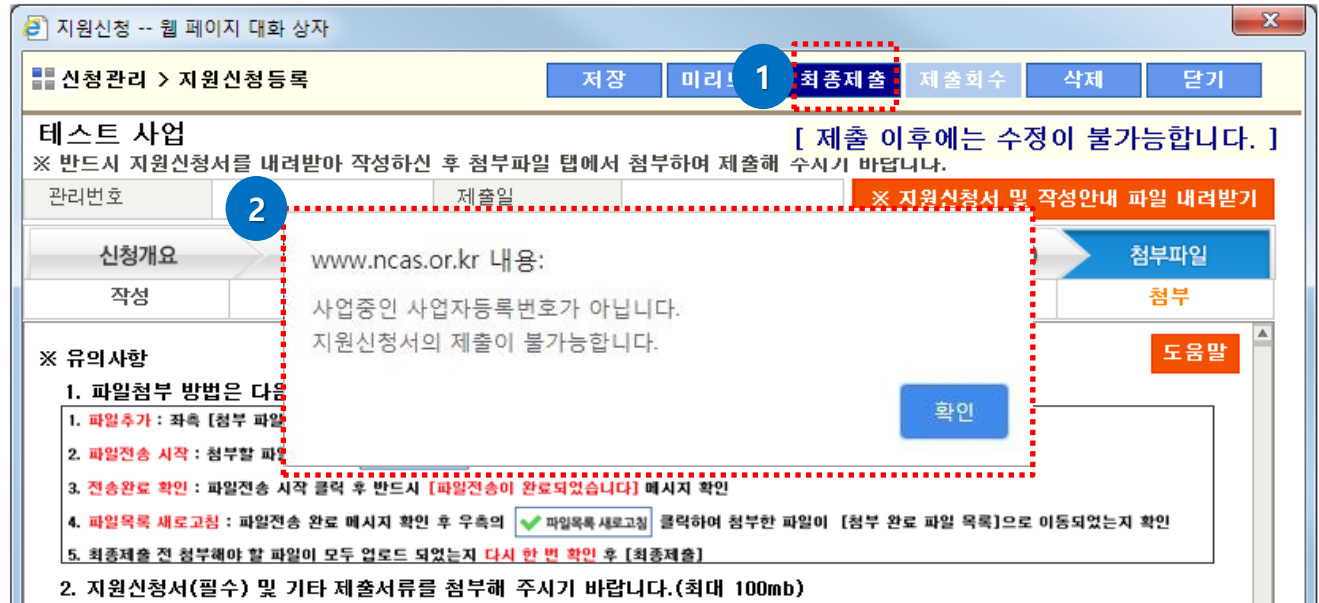 지원신청 -- 웹 페이지 대화 상자
x
신청관리 > 지원신청등록
저장
1
최종제출
제출회수
삭제
닫기
테스트 사업
[ 제출 이후에는 수정이 불가능합니다. ]
※ 반드시 지원신청서를 내려받아 작성하신 후 첨부파일 탭에서 첨부하여 제출해 주시기 바랍니다.
관리번호
제출일
※ 지원신청서 및 작성안내 파일 내려받기
2
신청개요
첨부파일
작성
첨부
www.ncas.or.kr 내용:
사업중인 사업자등록번호가 아닙니다.
지원신청서의 제출이 불가능합니다.
확인
※ 유의사항
도움말
1. 파일첨부 방법은
1. 파일추가 : 좌측 [첨부
2. 파일전송 시작 : 첨부할
3. 전송완료 확인 : 파일전송 시작 클릭 후 반드시 [파일전송이 완료되었습니다] 메시지 확인
4. 파일목록 새로고침 : 파일전송 완료 메시지 확인 후 우측의 파일목록 새로고침 클릭하여 첨부한 파일이 [첨부 완료 파일 목록]으로 이동되었는지 확인
5. 최종제출 전 첨부해야 할 파일이 모두 업로드 되었는지 다시 한 번 확인 후 [최종제출]
2. 지원신청서(필수) 및 기타 제출서류를 첨부해 주시기 바랍니다.(최대 100mb)